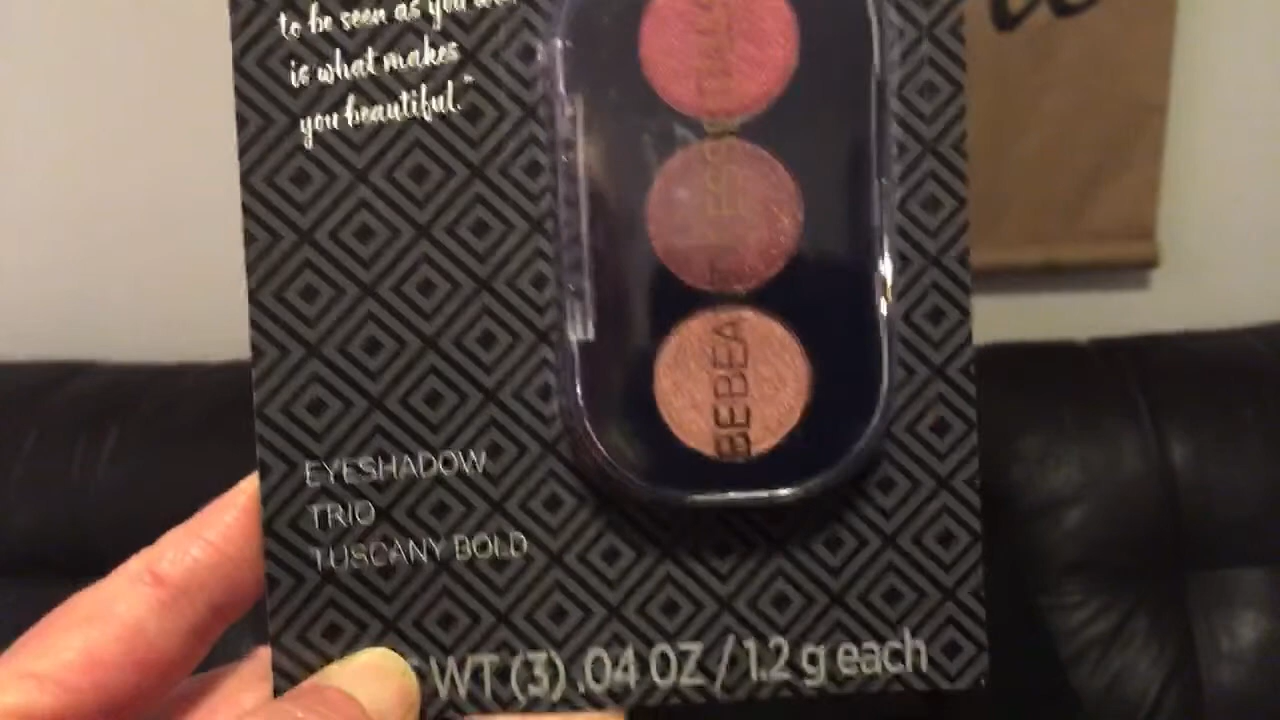 to be seen as you
is what makes
you beautiful."
BEBEA
EYESHADOW
TRIO
TUSCANY BOLD
WT (3) .04 OZ / 1.2 g each